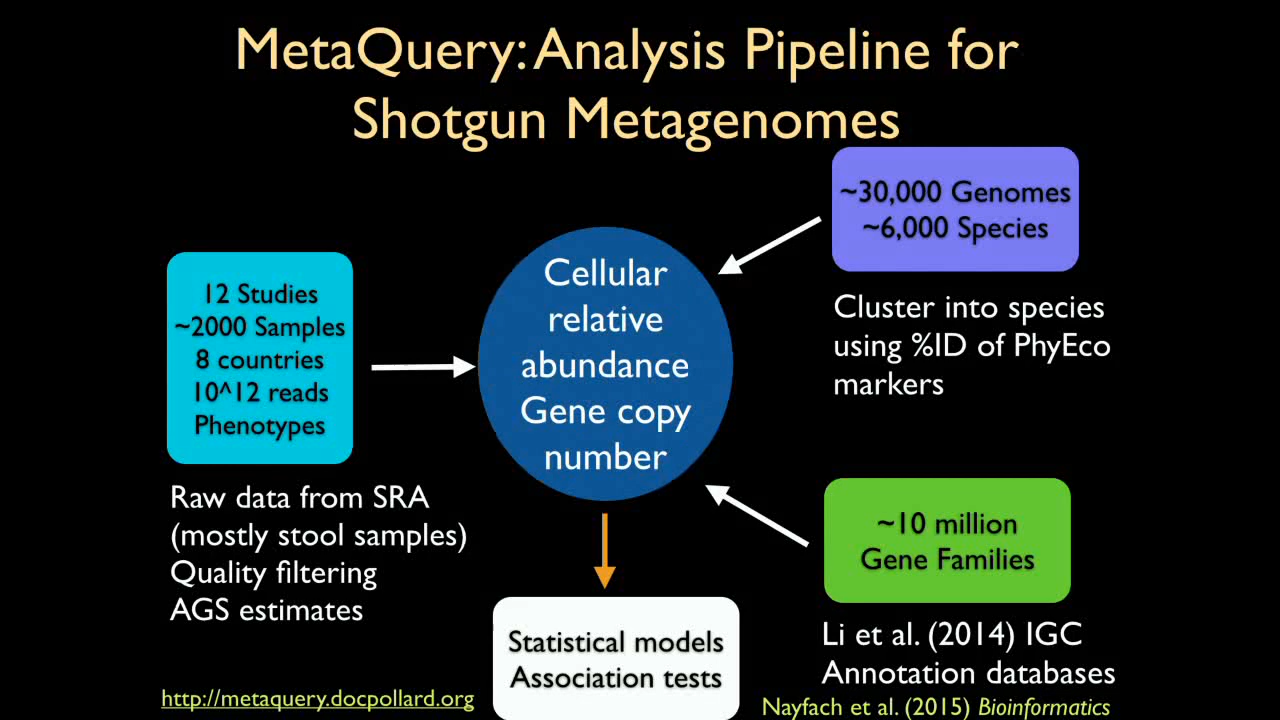 MetaQuery: Analysis Pipeline for
Shotgun Metagenomes
~30,000 Genomes
~6,000 Species
Cluster into species
using %ID of PhyEco
markers
12 Studies
~2000 Samples
8 countries
10^12 reads
Phenotypes
Raw data from SRA
(mostly stool samples)
Quality filtering
AGS estimates
Cellular
relative
abundance
Gene copy
number
~10 million
Gene Families
Li et al. (2014) IGC
Annotation databases
Statistical models
Association tests
http://metaquery.docpollard.org
Nayfach et al. (2015) Bioinformatics